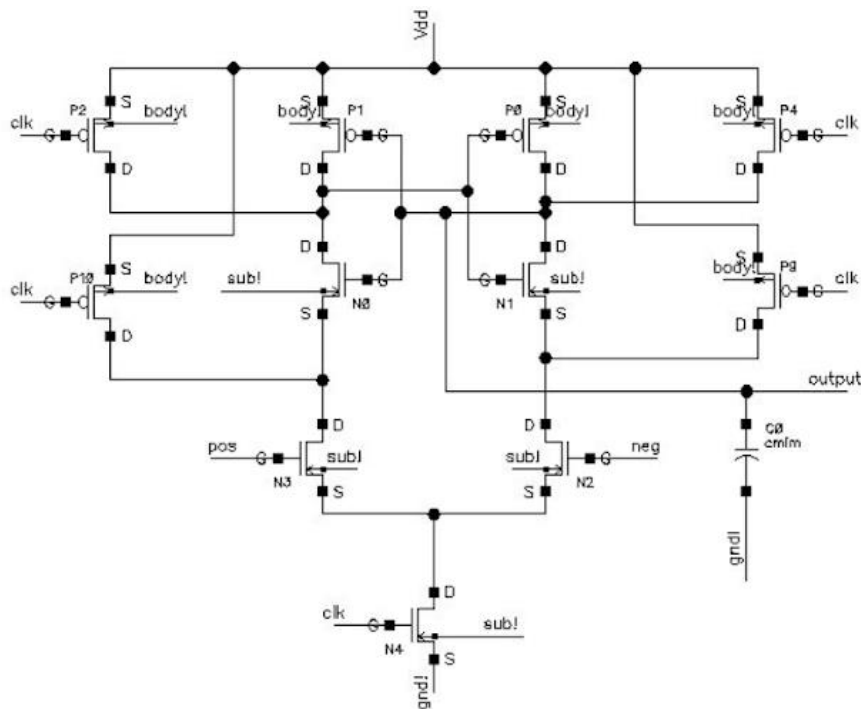 Vdd
S S S S
P2 P1 P0 P4
clk G body! body! G G body! body! G clk
D D D D
D D
S S
P10 P9
clk G body! sub! G G sub! body! G clk
N0 N1
D S S D
output
D D
C0
cmim
pos G sub! sub! G neg
N3 S S N2
gnd!
D
clk G sub!
N4 S
gnd!